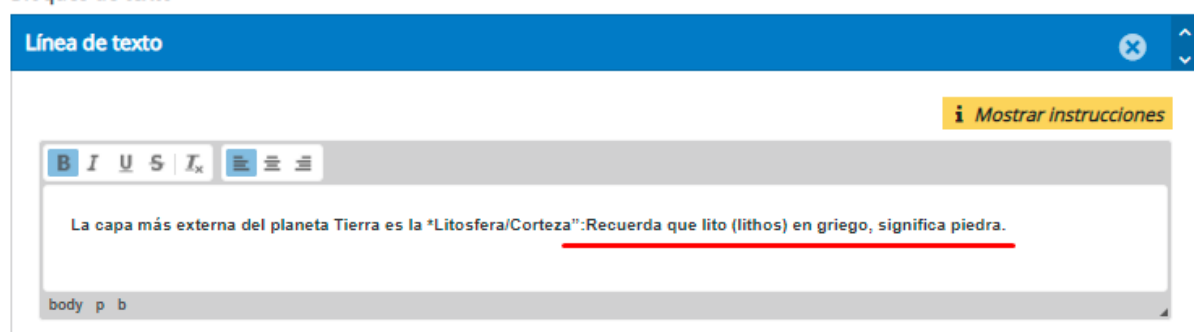 Línea de texto
i Mostrar instrucciones
B I U S Tx
La capa más externa del planeta Tierra es la *Litosfera/Corteza”:Recuerda que lito (lithos) en griego, significa piedra.
body p b